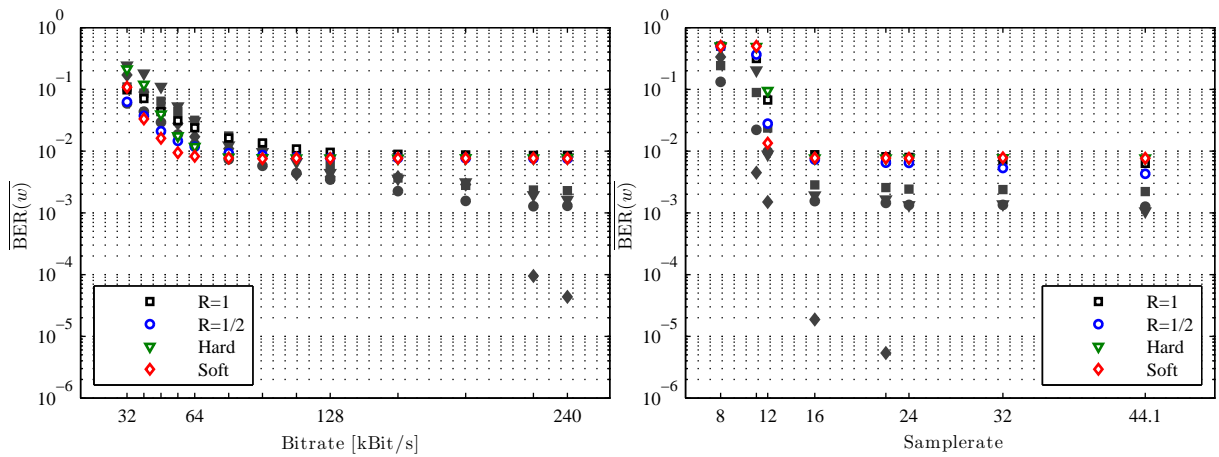 10^0
10^-1
10^-2
10^-3
10^-4
10^-5
10^-6
BER(w)
R=1
R=1/2
Hard
Soft
32 64 128 240
Bitrate [kBit/s]
10^0
10^-1
10^-2
10^-3
10^-4
10^-5
10^-6
BER(w)
R=1
R=1/2
Hard
Soft
8 12 16 24 32 44.1
Samplerate